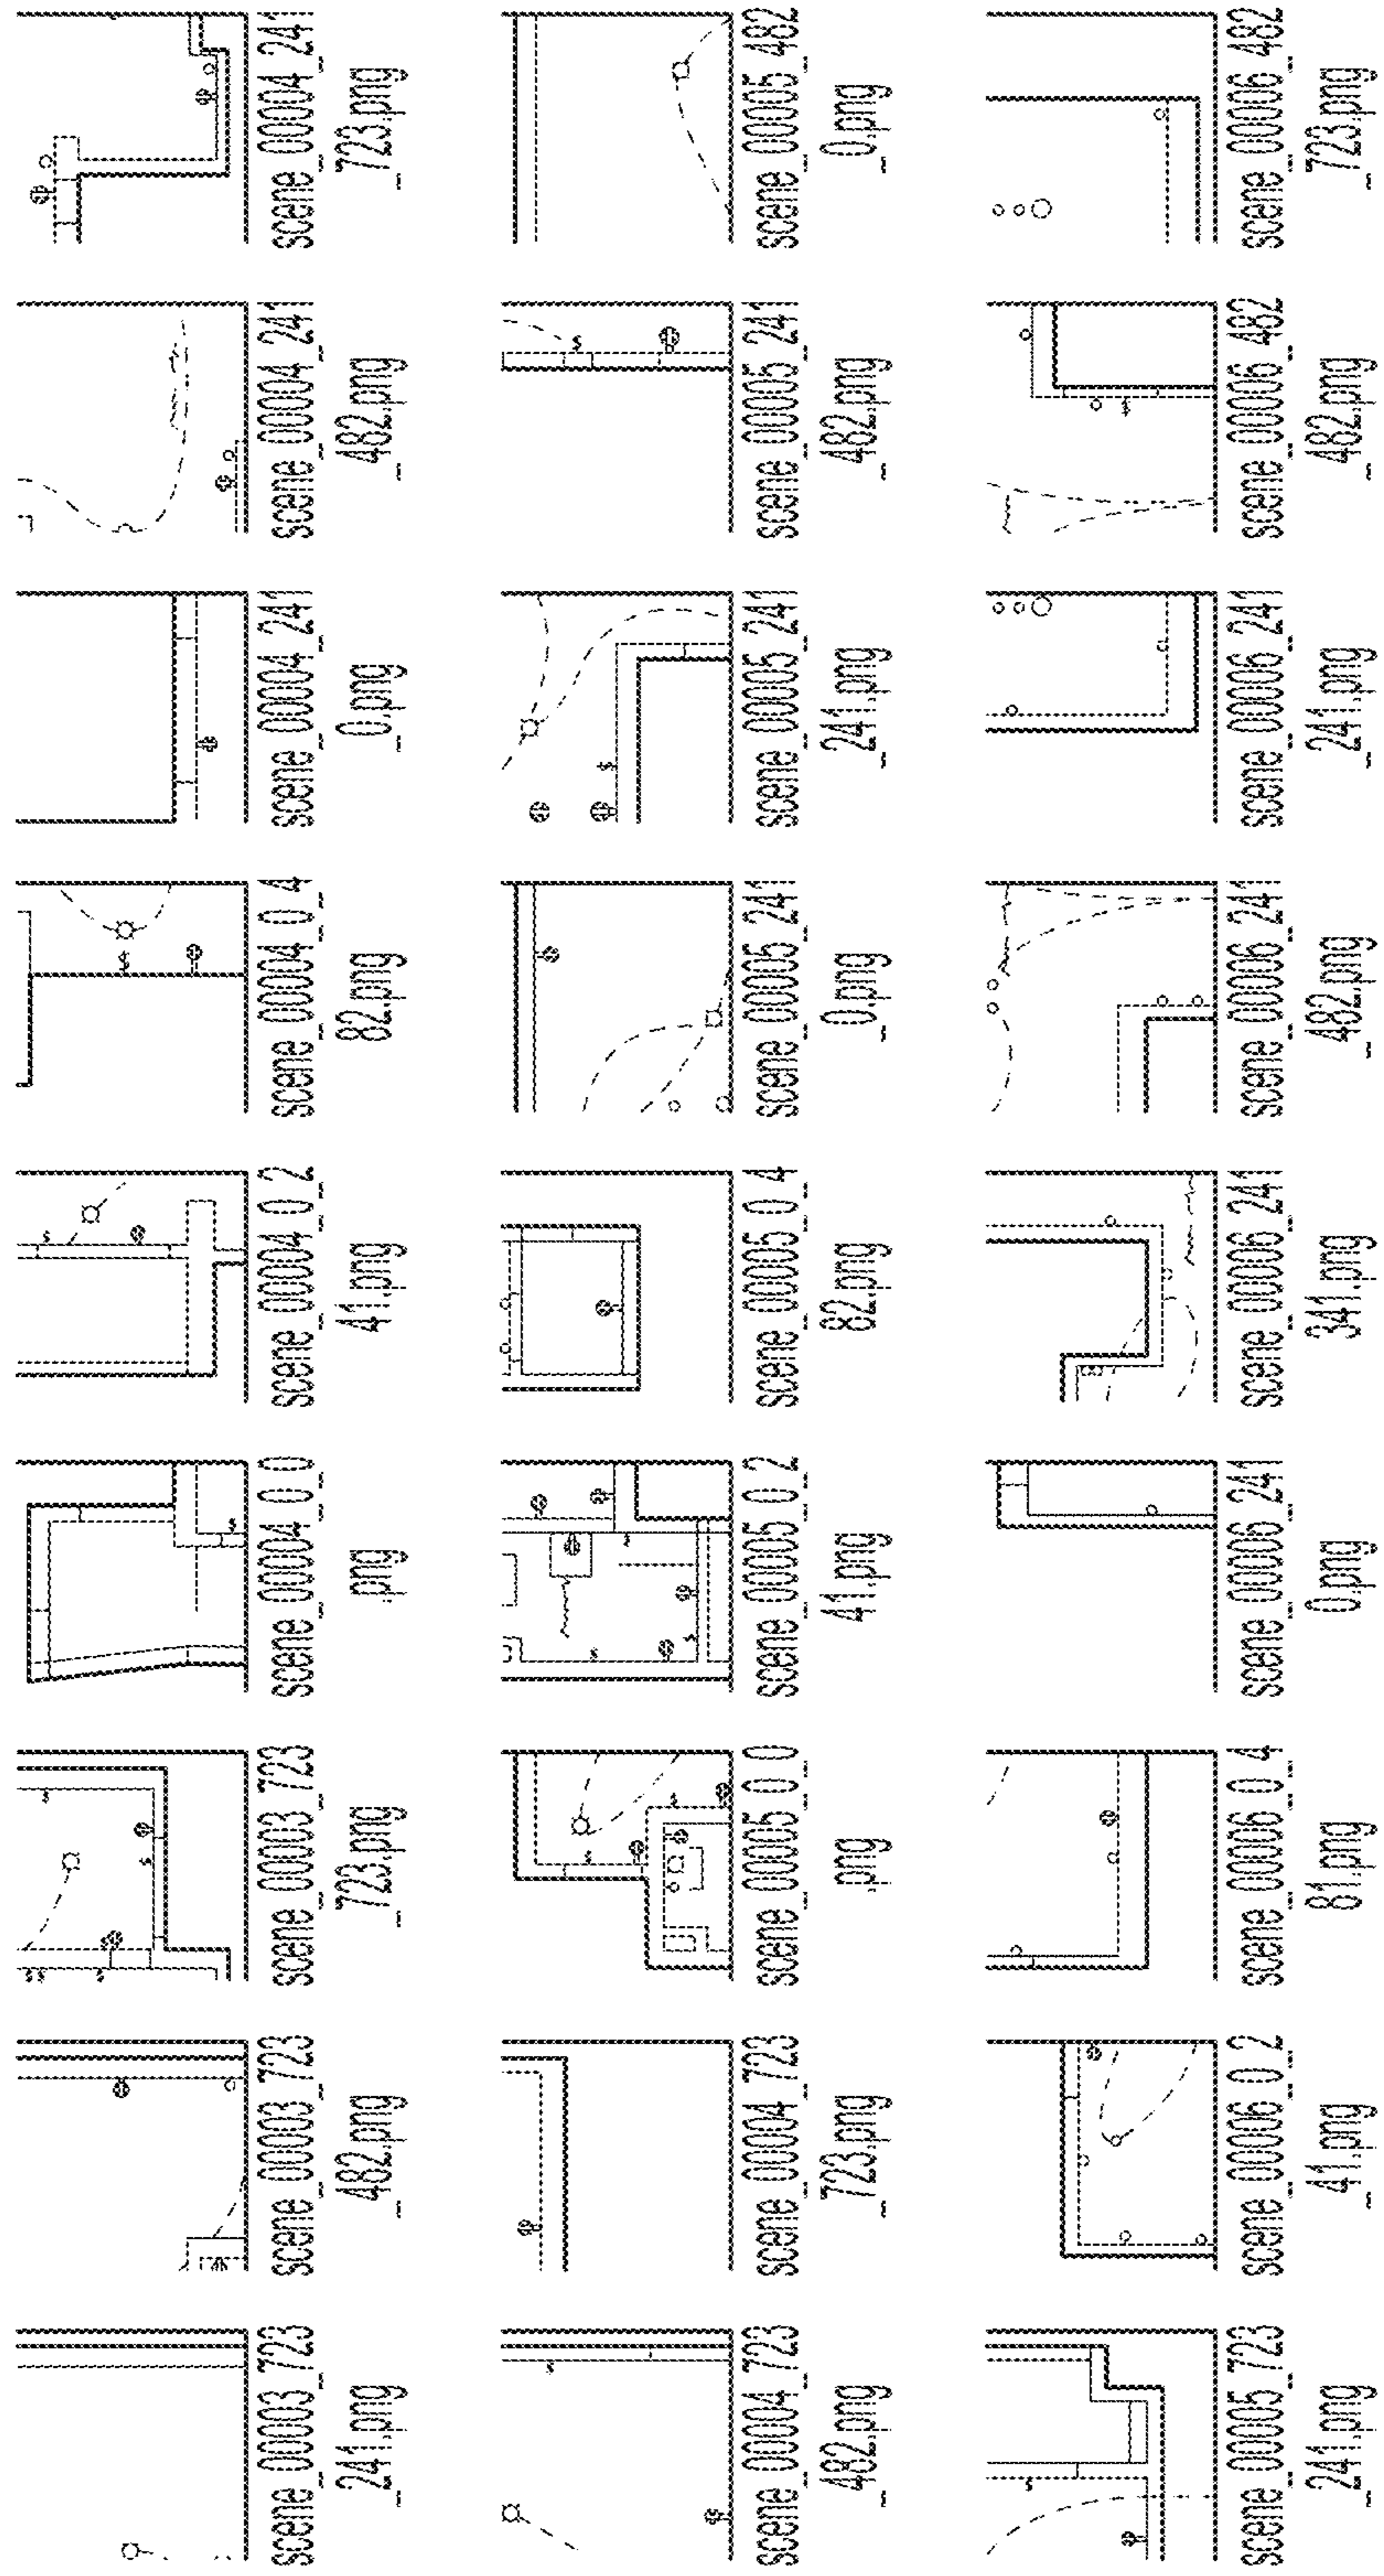 scene_00003_723
_241.png
scene_00003_723
_482.png
scene_00003_723
_723.png
scene_00004_0_0
.png
scene_00004_0_2
41.png
scene_00004_0_4
82.png
scene_00004_241
_0.png
scene_00004_241
_482.png
scene_00004_241
_723.png
scene_00004_723
_482.png
scene_00004_723
_723.png
scene_00005_0_0
.png
scene_00005_0_2
41.png
scene_00005_0_4
82.png
scene_00005_241
_0.png
scene_00005_241
_241.png
scene_00005_241
_482.png
scene_00005_482
_0.png
scene_00005_723
_241.png
scene_00006_0_2
_41.png
scene_00006_0_4
81.png
scene_00006_241
0.png
scene_00006_241
341.png
scene_00006_241
_482.png
scene_00006_241
_241.png
scene_00006_482
_482.png
scene_00006_482
_723.png